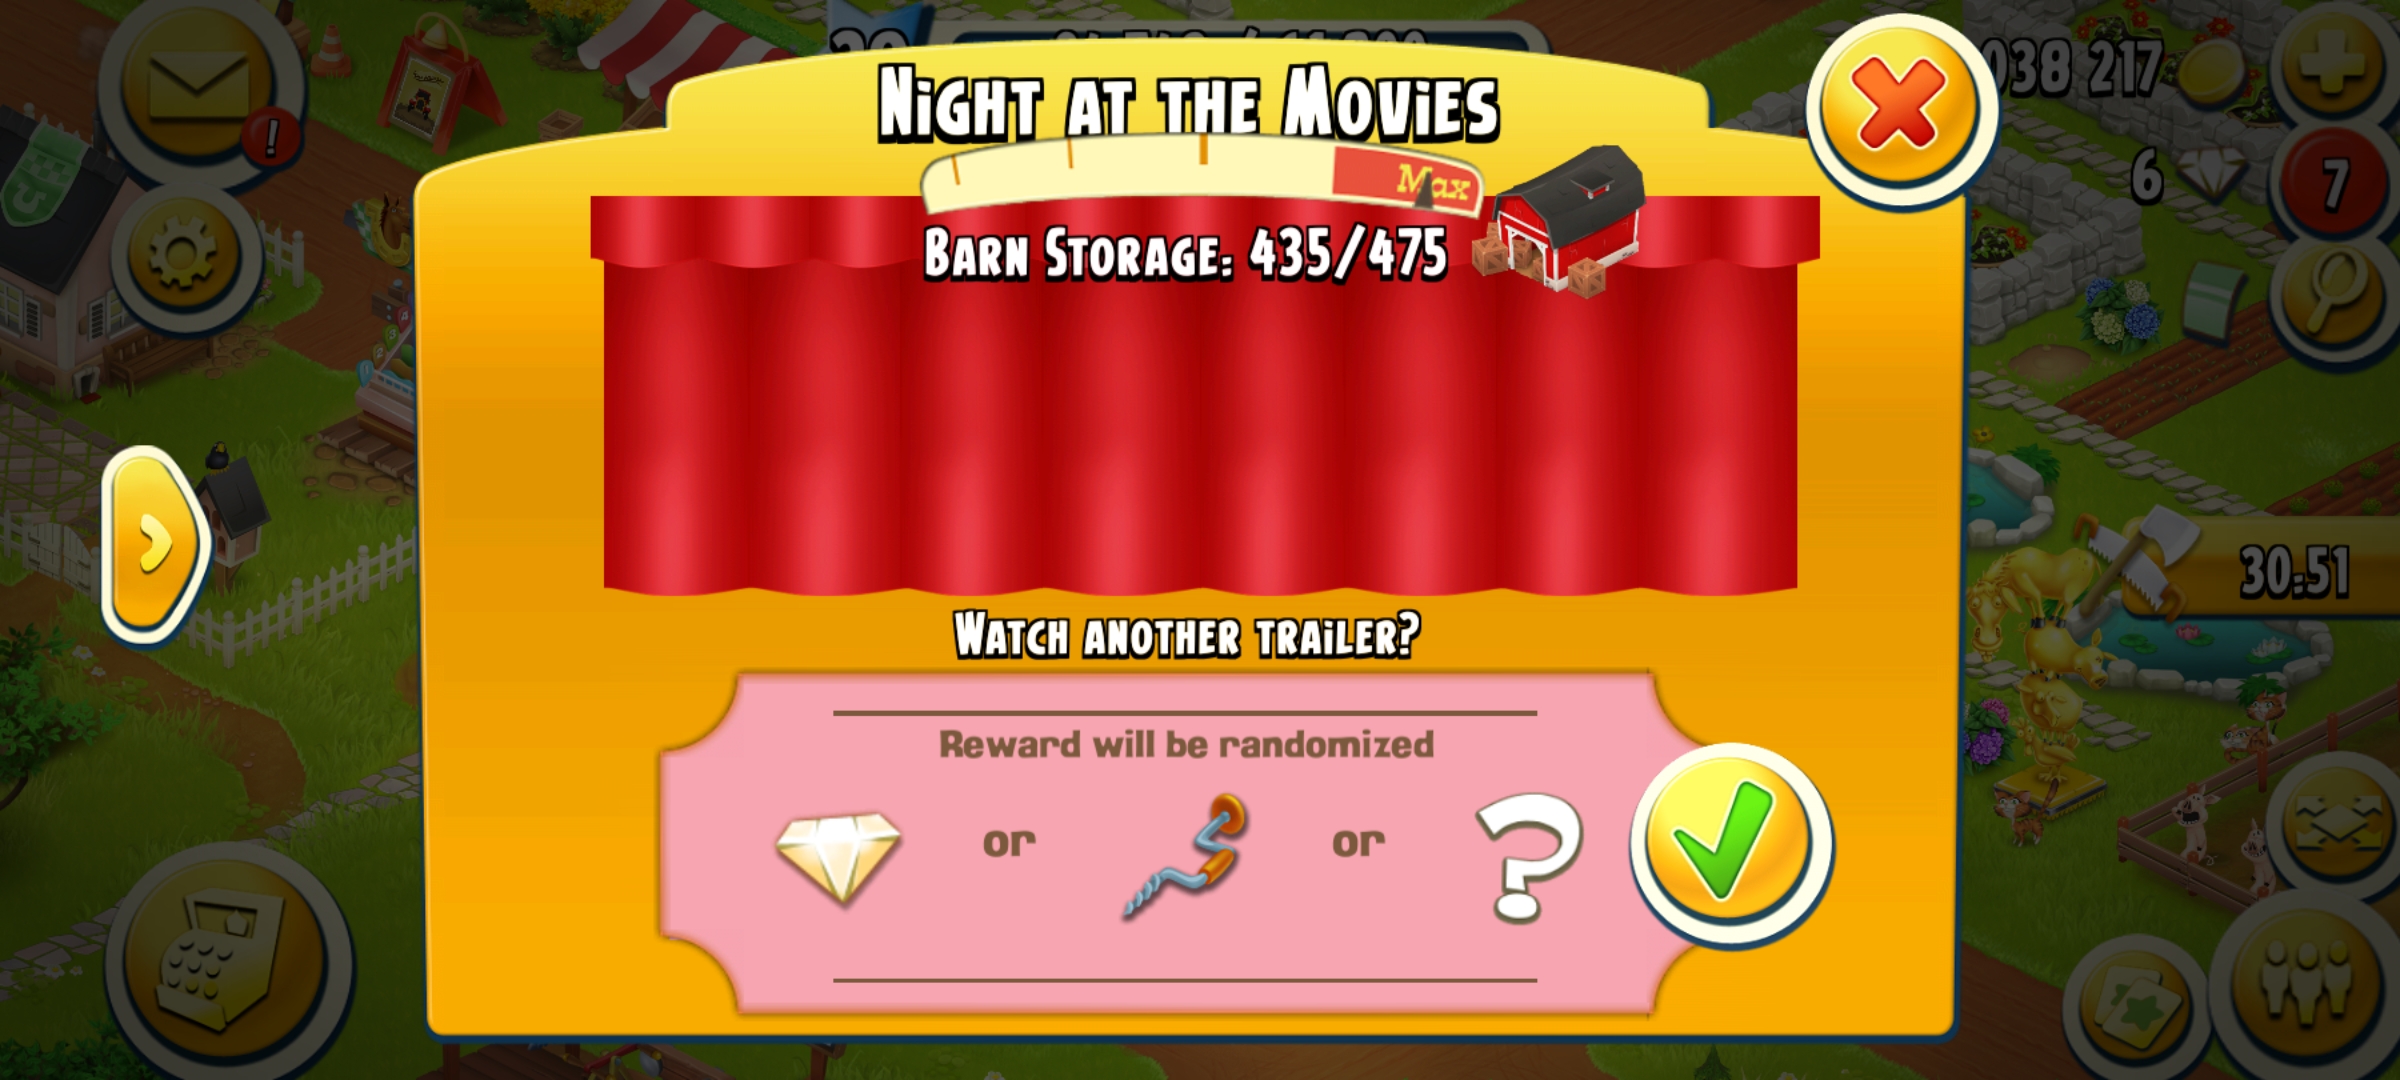 NIGHT AT THE MOVIES
038 217
Max
6
7
BARN STORAGE: 435/475
30:51
WATCH ANOTHER TRAILER?
Reward will be randomized
or
or
?